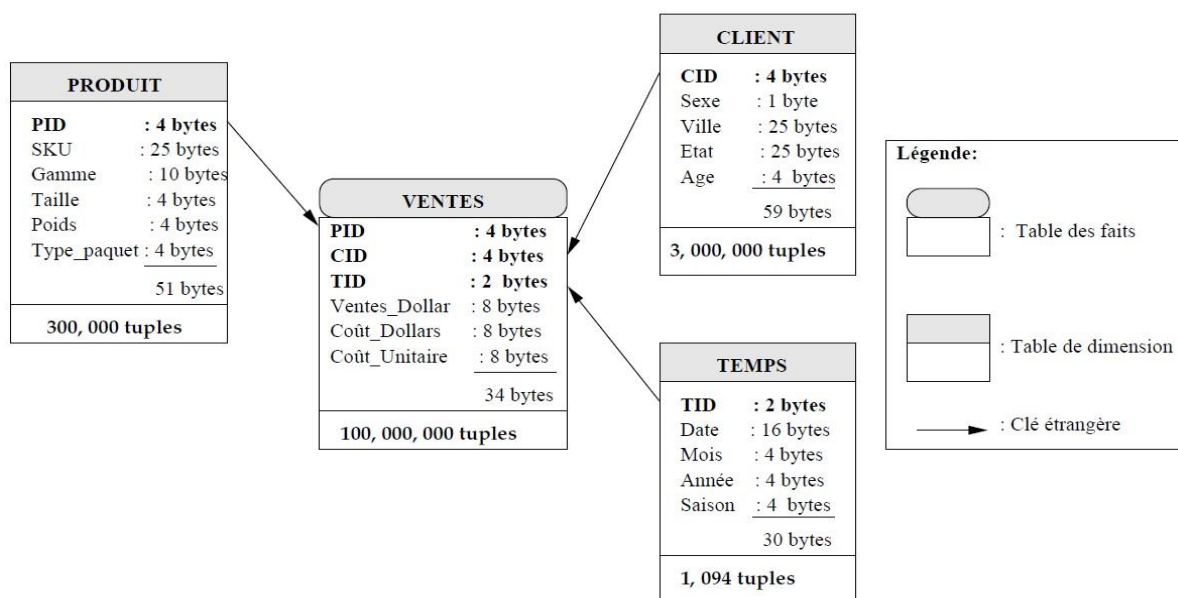 PRODUIT
PID : 4 bytes
SKU : 25 bytes
Gamme : 10 bytes
Taille : 4 bytes
Poids : 4 bytes
Type_paquet : 4 bytes
51 bytes
300, 000 tuples
VENTES
PID : 4 bytes
CID : 4 bytes
TID : 2 bytes
Ventes_Dollar : 8 bytes
Coût_Dollars : 8 bytes
Coût_Unitaire : 8 bytes
34 bytes
100, 000, 000 tuples
CLIENT
CID : 4 bytes
Sexe : 1 byte
Ville : 25 bytes
Etat : 25 bytes
Age : 4 bytes
59 bytes
3, 000, 000 tuples
TEMPS
TID : 2 bytes
Date : 16 bytes
Mois : 4 bytes
Année : 4 bytes
Saison : 4 bytes
30 bytes
1, 094 tuples
Légende:
: Table des faits
: Table de dimension
: Clé étrangère